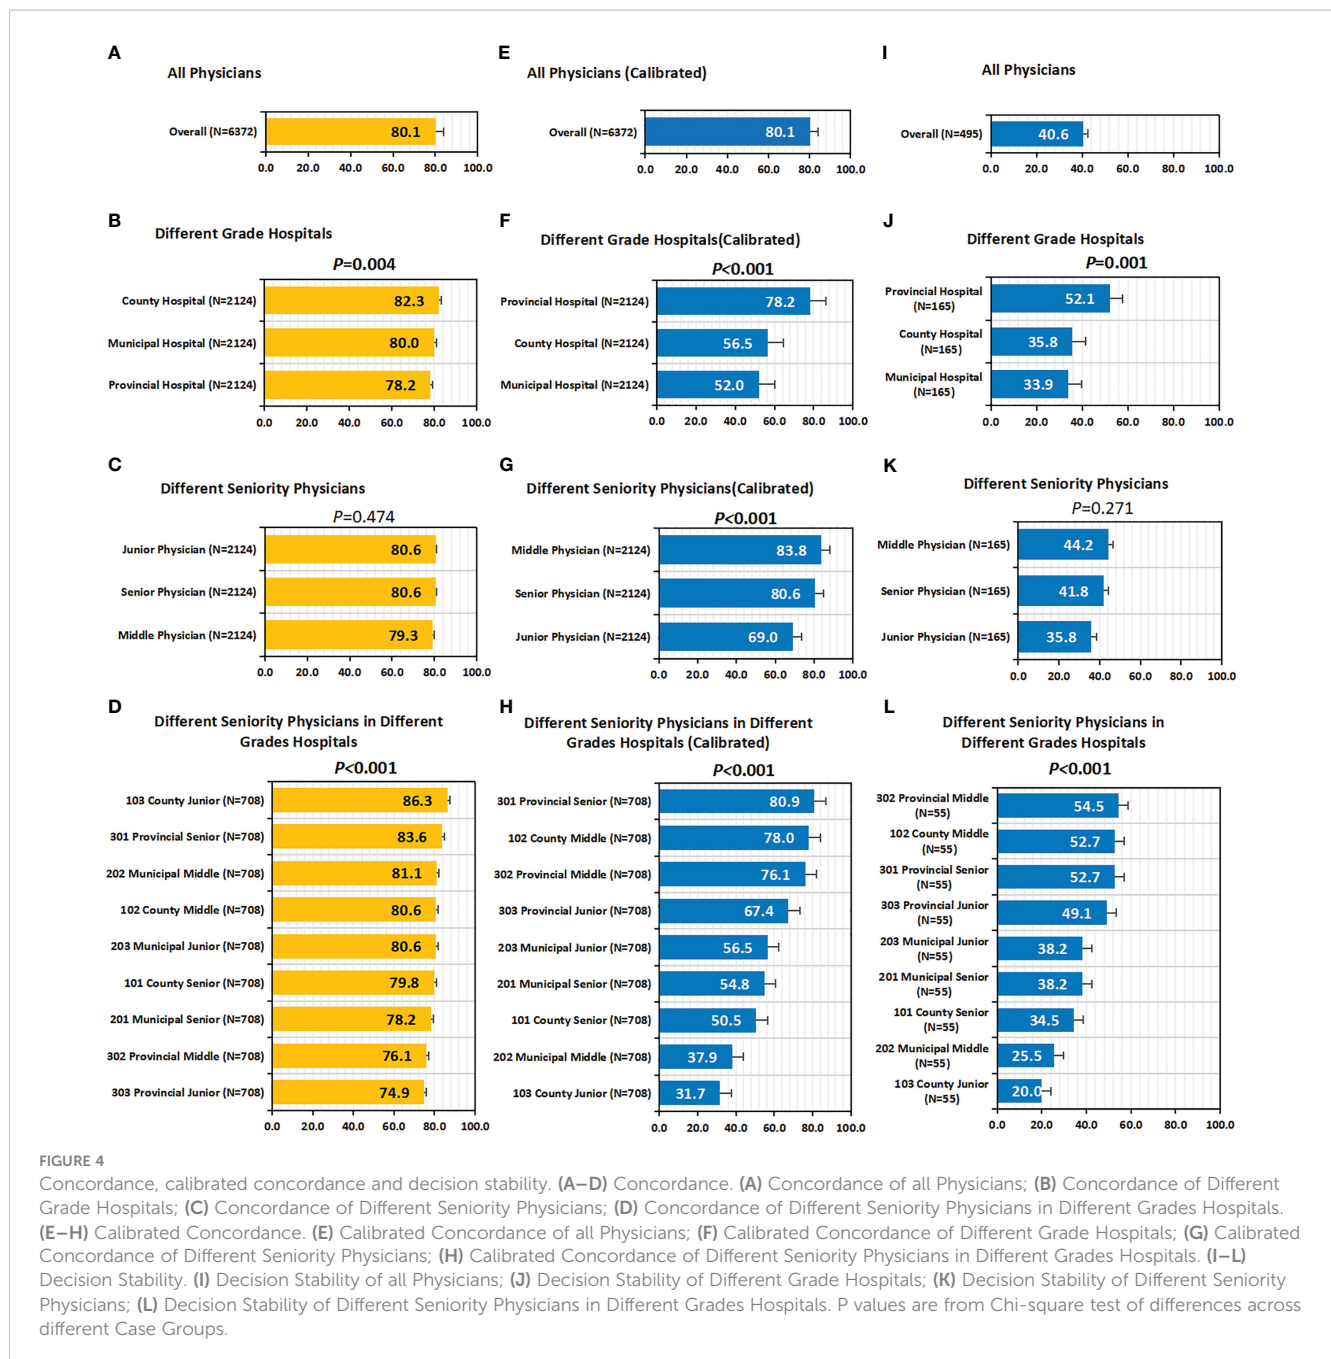 A
All Physicians
Overall (N=6372)
80.1
0.0 20.0 40.0 60.0 80.0 100.0
B
Different Grade Hospitals
P=0.004
County Hospital (N=2124)
82.3
Municipal Hospital (N=2124)
80.0
Provincial Hospital (N=2124)
78.2
0.0 20.0 40.0 60.0 80.0 100.0
C
Different Seniority Physicians
P=0.474
Junior Physician (N=2124)
80.6
Senior Physician (N=2124)
80.6
Middle Physician (N=2124)
79.3
0.0 20.0 40.0 60.0 80.0 100.0
D
Different Seniority Physicians in Different
Grades Hospitals
P<0.001
103 County Junior (N=708)
86.3
301 Provincial Senior (N=708)
83.6
202 Municipal Middle (N=708)
81.1
102 County Middle (N=708)
80.6
203 Municipal Junior (N=708)
80.6
101 County Senior (N=708)
79.8
201 Municipal Senior (N=708)
78.2
302 Provincial Middle (N=708)
76.1
303 Provincial Junior (N=708)
74.9
0.0 20.0 40.0 60.0 80.0 100.0
E
All Physicians (Calibrated)
Overall (N=6372)
80.1
0.0 20.0 40.0 60.0 80.0 100.0
F
Different Grade Hospitals(Calibrated)
P<0.001
Provincial Hospital (N=2124)
78.2
County Hospital (N=2124)
56.5
Municipal Hospital (N=2124)
52.0
0.0 20.0 40.0 60.0 80.0 100.0
G
Different Seniority Physicians(Calibrated)
P<0.001
Middle Physician (N=2124)
83.8
Senior Physician (N=2124)
80.6
Junior Physician (N=2124)
69.0
0.0 20.0 40.0 60.0 80.0 100.0
H
Different Seniority Physicians in Different
Grades Hospitals (Calibrated)
P<0.001
301 Provincial Senior (N=708)
80.9
102 County Middle (N=708)
78.0
302 Provincial Middle (N=708)
76.1
303 Provincial Junior (N=708)
67.4
203 Municipal Junior (N=708)
56.5
201 Municipal Senior (N=708)
54.8
101 County Senior (N=708)
50.5
202 Municipal Middle (N=708)
37.9
103 County Junior (N=708)
31.7
0.0 20.0 40.0 60.0 80.0 100.0
I
All Physicians
Overall (N=495)
40.6
0.0 20.0 40.0 60.0 80.0 100.0
J
Different Grade Hospitals
P=0.001
Provincial Hospital
(N=165)
52.1
County Hospital
(N=165)
35.8
Municipal Hospital
(N=165)
33.9
0.0 20.0 40.0 60.0 80.0 100.0
K
Different Seniority Physicians
P=0.271
Middle Physician (N=165)
44.2
Senior Physician (N=165)
41.8
Junior Physician (N=165)
35.8
0.0 20.0 40.0 60.0 80.0 100.0
L
Different Seniority Physicians in
Different Grades Hospitals
P<0.001
302 Provincial Middle
(N=55)
54.5
102 County Middle
(N=55)
52.7
301 Provincial Senior
(N=55)
52.7
303 Provincial Junior
(N=55)
49.1
203 Municipal Junior
(N=55)
38.2
201 Municipal Senior
(N=55)
38.2
101 County Senior
(N=55)
34.5
202 Municipal Middle
(N=55)
25.5
103 County Junior
(N=55)
20.0
0.0 20.0 40.0 60.0 80.0 100.0
FIGURE 4
Concordance, calibrated concordance and decision stability. (A–D) Concordance. (A) Concordance of all Physicians; (B) Concordance of Different
Grade Hospitals; (C) Concordance of Different Seniority Physicians; (D) Concordance of Different Seniority Physicians in Different Grades Hospitals.
(E–H) Calibrated Concordance. (E) Calibrated Concordance of all Physicians; (F) Calibrated Concordance of Different Grade Hospitals; (G) Calibrated
Concordance of Different Seniority Physicians; (H) Calibrated Concordance of Different Seniority Physicians in Different Grades Hospitals. (I–L)
Decision Stability. (I) Decision Stability of all Physicians; (J) Decision Stability of Different Grade Hospitals; (K) Decision Stability of Different Seniority
Physicians; (L) Decision Stability of Different Seniority Physicians in Different Grades Hospitals. P values are from Chi-square test of differences across
different Case Groups.